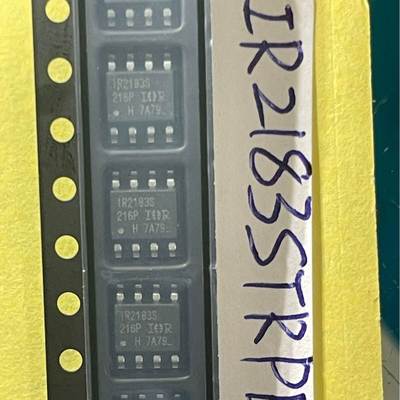 IR2183S
216P IOR
H 7A79
IR2183S
216P IOR
H 7A79
IR2183S
216P IOR
H 7A79
IR2183STRP